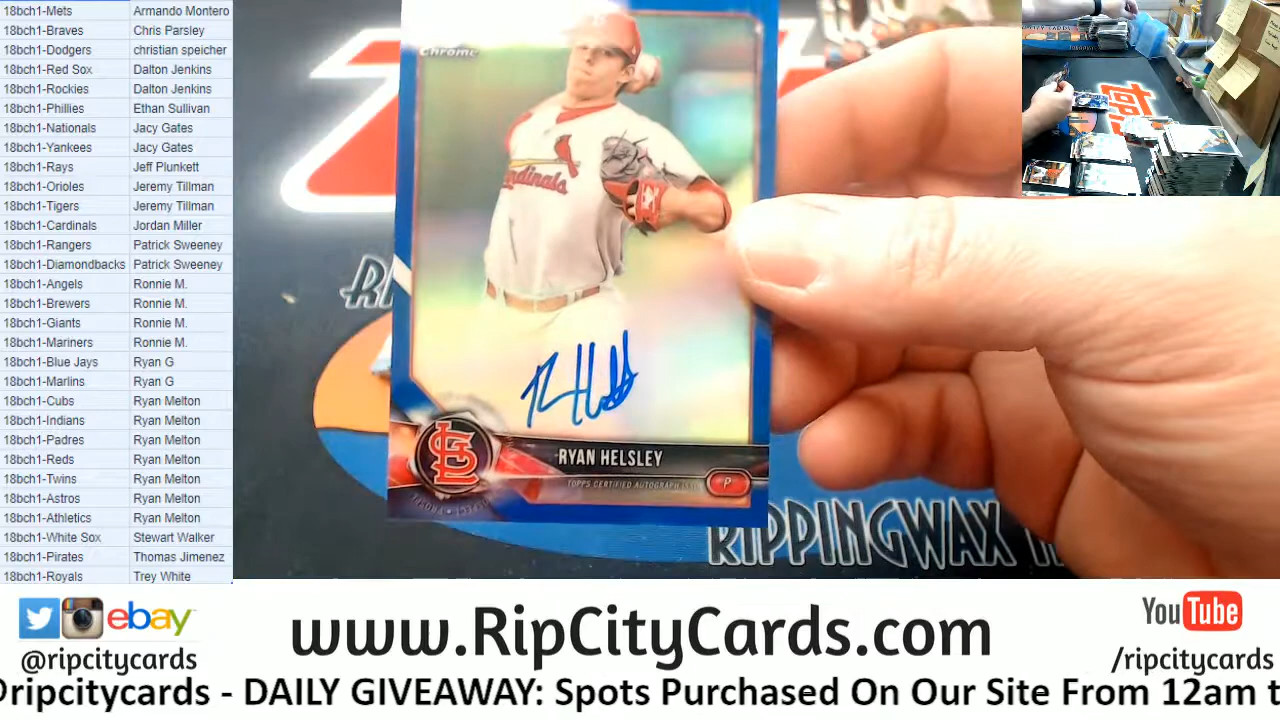 18bch1-Mets Armando Montero
18bch1-Braves Chris Parsley
18bch1-Dodgers christian speicher
18bch1-Red Sox Dalton Jenkins
18bch1-Rockies Dalton Jenkins
18bch1-Phillies Ethan Sullivan
18bch1-Nationals Jacy Gates
18bch1-Yankees Jacy Gates
18bch1-Rays Jeff Plunkett
18bch1-Orioles Jeremy Tillman
18bch1-Tigers Jeremy Tillman
18bch1-Cardinals Jordan Miller
18bch1-Rangers Patrick Sweeney
18bch1-Diamondbacks Patrick Sweeney
18bch1-Angels Ronnie M.
18bch1-Brewers Ronnie M.
18bch1-Giants Ronnie M.
18bch1-Mariners Ronnie M.
18bch1-Blue Jays Ryan G
18bch1-Marlins Ryan G
18bch1-Cubs Ryan Melton
18bch1-Indians Ryan Melton
18bch1-Padres Ryan Melton
18bch1-Reds Ryan Melton
18bch1-Twins Ryan Melton
18bch1-Astros Ryan Melton
18bch1-Athletics Ryan Melton
18bch1-White Sox Stewart Walker
18bch1-Pirates Thomas Jimenez
18bch1-Royals Trey White
Chrome
Cardinals
STL
RYAN HELSLEY
TOPPS CERTIFIED AUTOGRAPH
P
RIPPINGWAX
topps
ebay
@ripcitycards
www.RipCityCards.com
YouTube
/ripcitycards
@ripcitycards - DAILY GIVEAWAY: Spots Purchased On Our Site From 12am t